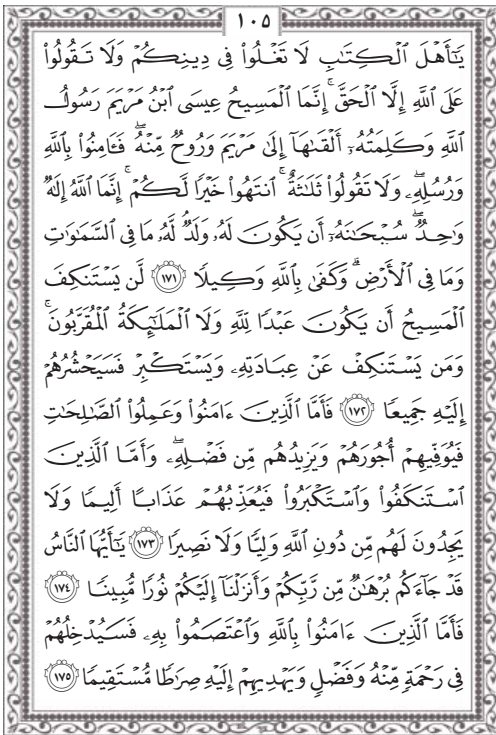 ١٠٥
يَـٰٓأَهْلَ ٱلْكِتَـٰبِ لَا تَغْلُوا۟ فِى دِينِكُمْ وَلَا تَقُولُوا۟
عَلَى ٱللَّهِ إِلَّا ٱلْحَقَّ ۚ إِنَّمَا ٱلْمَسِيحُ عِيسَى ٱبْنُ مَرْيَمَ رَسُولُ
ٱللَّهِ وَكَلِمَتُهُۥٓ أَلْقَىٰهَآ إِلَىٰ مَرْيَمَ وَرُوحٌ مِّنْهُ ۖ فَـَٔامِنُوا۟ بِٱللَّهِ
وَرُسُلِهِۦ ۖ وَلَا تَقُولُوا۟ ثَلَـٰثَةٌ ۚ ٱنتَهُوا۟ خَيْرًا لَّكُمْ ۚ إِنَّمَا ٱللَّهُ إِلَـٰهٌ
وَٰحِدٌ ۖ سُبْحَـٰنَهُۥٓ أَن يَكُونَ لَهُۥ وَلَدٌ ۘ لَّهُۥ مَا فِى ٱلسَّمَـٰوَٰتِ
وَمَا فِى ٱلْأَرْضِ ۗ وَكَفَىٰ بِٱللَّهِ وَكِيلًا ١٧١ لَّن يَسْتَنكِفَ
ٱلْمَسِيحُ أَن يَكُونَ عَبْدًا لِّلَّهِ وَلَا ٱلْمَلَـٰٓئِكَةُ ٱلْمُقَرَّبُونَ ۚ
وَمَن يَسْتَنكِفْ عَنْ عِبَادَتِهِۦ وَيَسْتَكْبِرْ فَسَيَحْشُرُهُمْ
إِلَيْهِ جَمِيعًا ١٧٢ فَأَمَّا ٱلَّذِينَ ءَامَنُوا۟ وَعَمِلُوا۟ ٱلصَّـٰلِحَـٰتِ
فَيُوَفِّيهِمْ أُجُورَهُمْ وَيَزِيدُهُم مِّن فَضْلِهِۦ ۖ وَأَمَّا ٱلَّذِينَ
ٱسْتَنكَفُوا۟ وَٱسْتَكْبَرُوا۟ فَيُعَذِّبُهُمْ عَذَابًا أَلِيمًا وَلَا
يَجِدُونَ لَهُم مِّن دُونِ ٱللَّهِ وَلِيًّا وَلَا نَصِيرًا ١٧٣ يَـٰٓأَيُّهَا ٱلنَّاسُ
قَدْ جَآءَكُم بُرْهَـٰنٌ مِّن رَّبِّكُمْ وَأَنزَلْنَآ إِلَيْكُمْ نُورًا مُّبِينًا ١٧٤
فَأَمَّا ٱلَّذِينَ ءَامَنُوا۟ بِٱللَّهِ وَٱعْتَصَمُوا۟ بِهِۦ فَسَيُدْخِلُهُمْ
فِى رَحْمَةٍ مِّنْهُ وَفَضْلٍ وَيَهْدِيهِمْ إِلَيْهِ صِرَٰطًا مُّسْتَقِيمًا ١٧٥